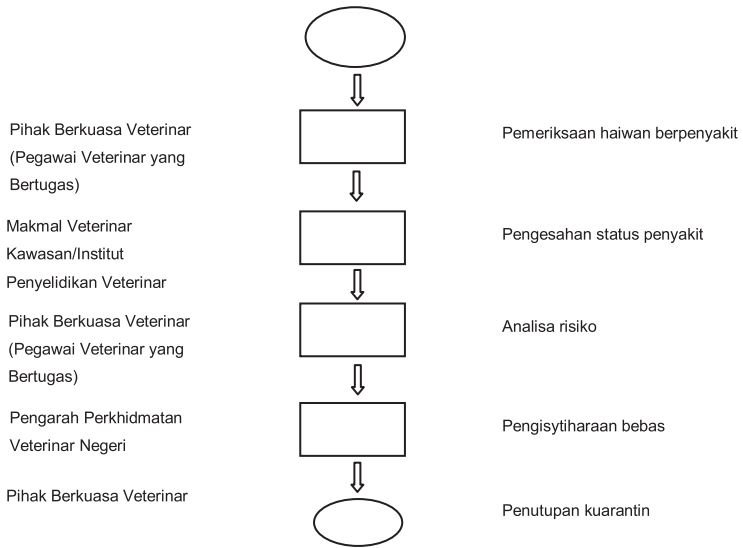 Pihak Berkuasa Veterinar
(Pegawai Veterinar yang
Bertugas)
Pemeriksaan haiwan berpenyakit
Makmal Veterinar
Kawasan/Institut
Penyelidikan Veterinar
Pengesahan status penyakit
Pihak Berkuasa Veterinar
(Pegawai Veterinar yang
Bertugas)
Analisa risiko
Pengarah Perkhidmatan
Veterinar Negeri
Pengisytiharaan bebas
Pihak Berkuasa Veterinar
Penutupan kuarantin